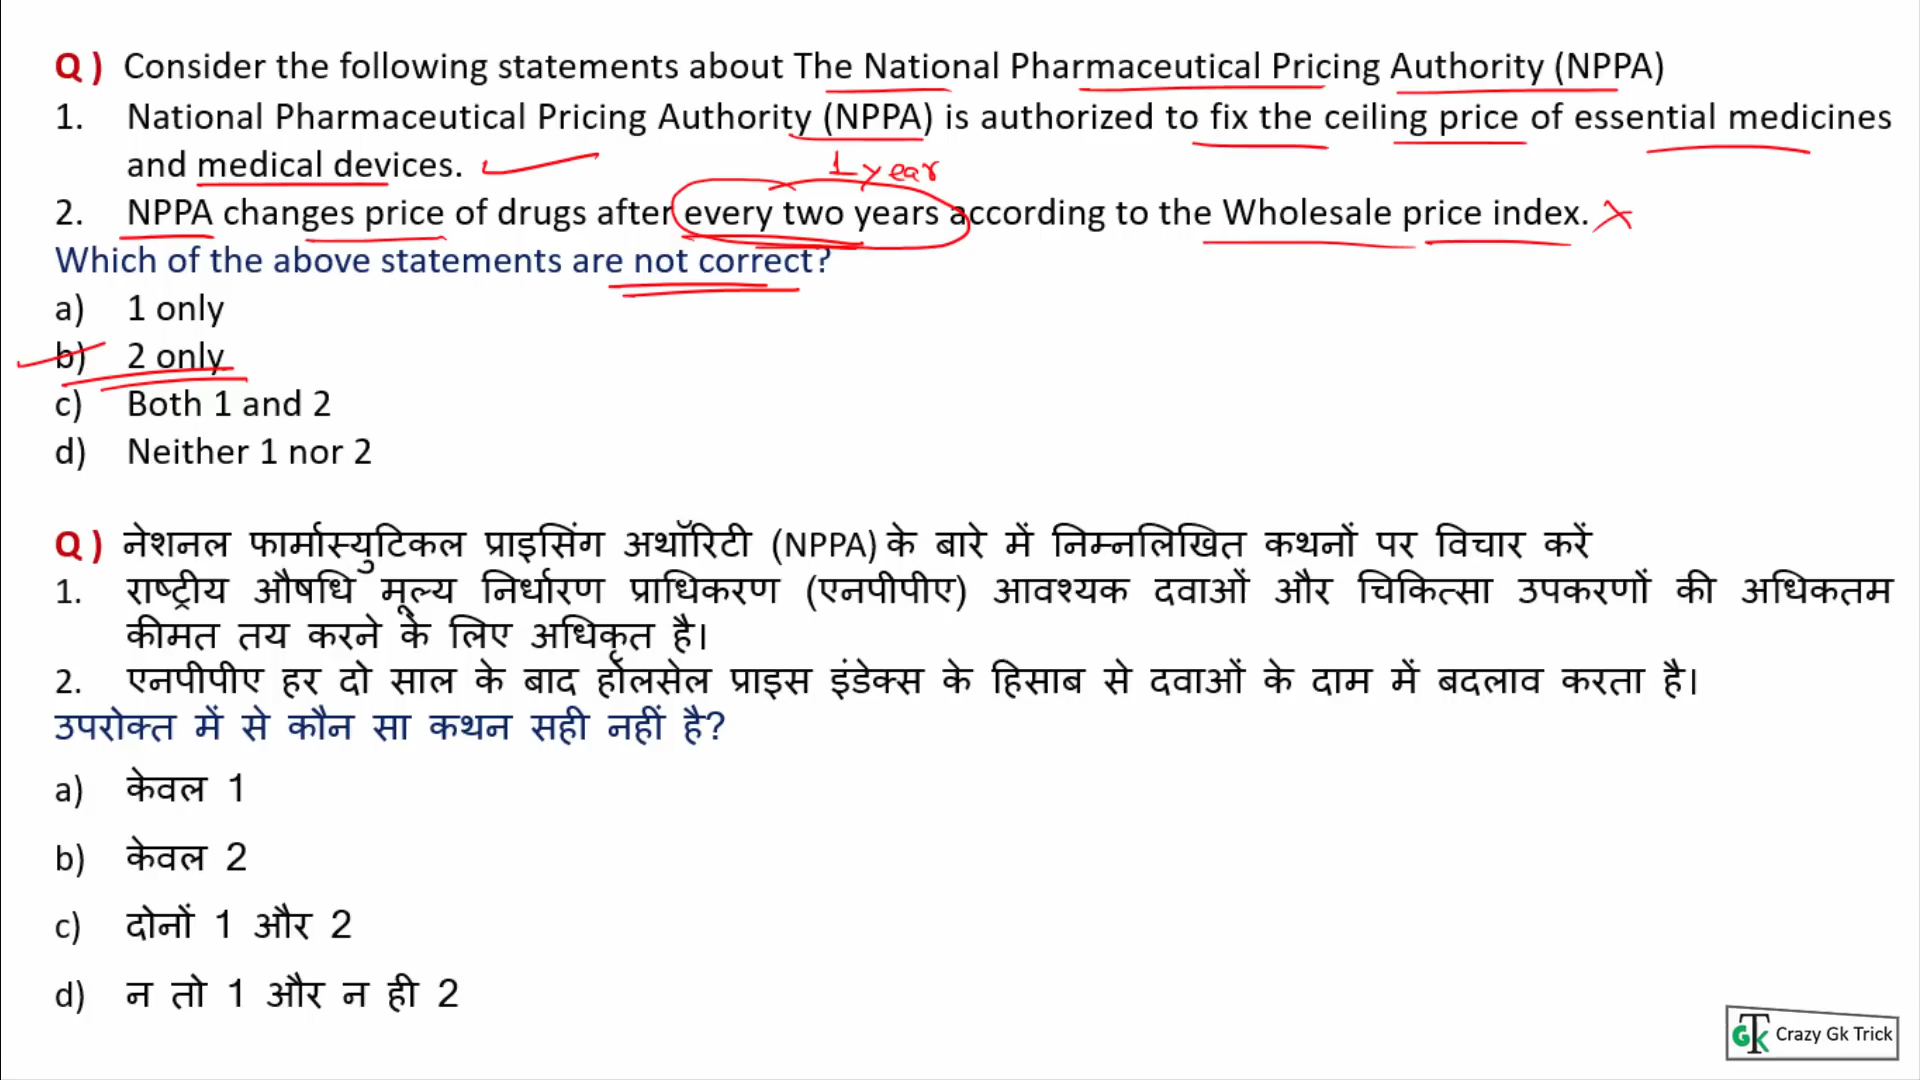 Q) Consider the following statements about The National Pharmaceutical Pricing Authority (NPPA)
1. National Pharmaceutical Pricing Authority (NPPA) is authorized to fix the ceiling price of essential medicines
and medical devices.
1 year
2. NPPA changes price of drugs after every two years according to the Wholesale price index.
Which of the above statements are not correct?
a) 1 only
b) 2 only
c) Both 1 and 2
d) Neither 1 nor 2
Q) नेशनल फार्मास्युटिकल प्राइसिंग अथॉरिटी (NPPA) के बारे में निम्नलिखित कथनों पर विचार करें
1. राष्ट्रीय औषधि मूल्य निर्धारण प्राधिकरण (एनपीपीए) आवश्यक दवाओं और चिकित्सा उपकरणों की अधिकतम
कीमत तय करने के लिए अधिकृत है।
2. एनपीपीए हर दो साल के बाद होलसेल प्राइस इंडेक्स के हिसाब से दवाओं के दाम में बदलाव करता है।
उपरोक्त में से कौन सा कथन सही नहीं है?
a) केवल 1
b) केवल 2
c) दोनों 1 और 2
d) न तो 1 और न ही 2
GTK Crazy Gk Trick